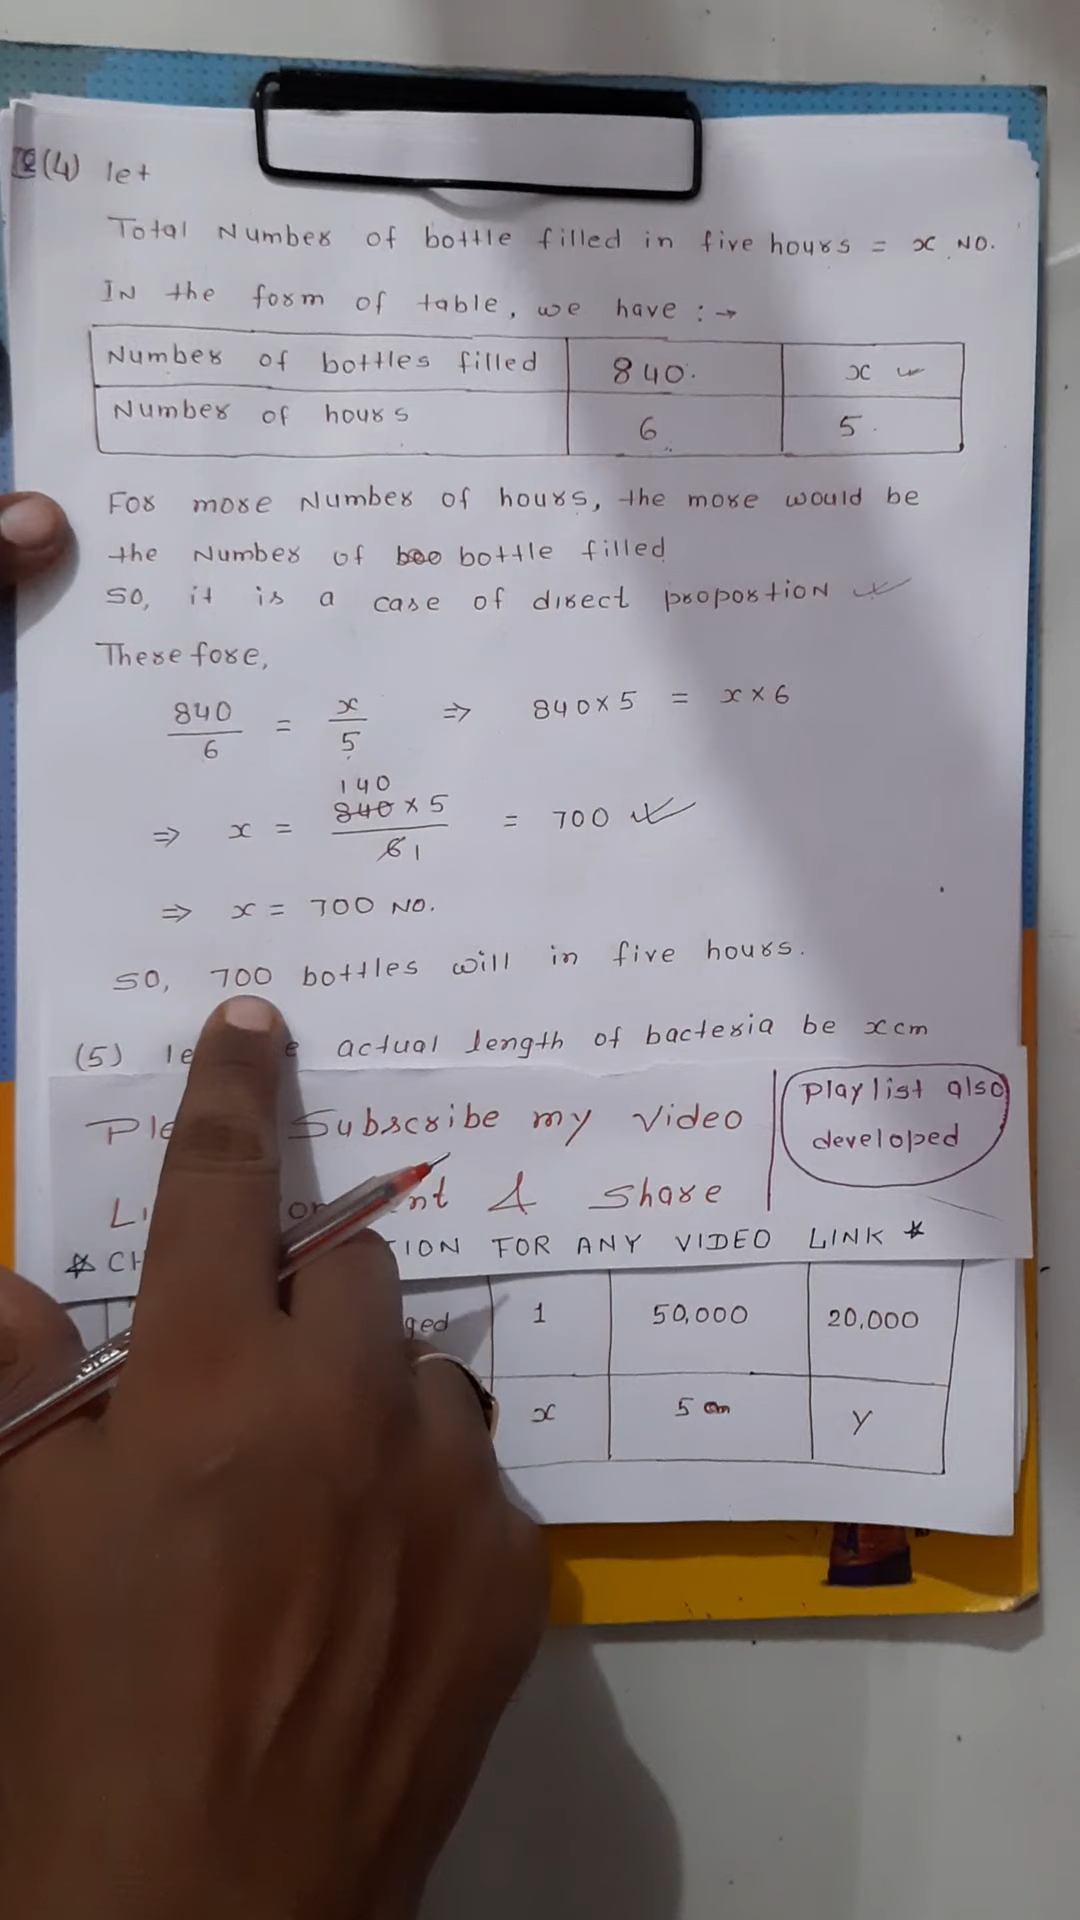 Q(4) let
Total Number of bottle filled in five hours = x NO.
IN the form of table, we have : →
Number of bottles filled 840. x
Number of hours 6 5
For more Number of hours, the more would be
the Number of boo bottle filled
so, it is a case of direct proportion
Therefore,
840/6 = x/5 ⇒ 840 × 5 = x × 6
140
⇒ x = 840 × 5 / 6 1 = 700
⇒ x = 700 NO.
so, 700 bottles will in five hours.
(5) actual length of bacteria be x cm
Subscribe my Video
Playlist also
developed
& Share
FOR ANY VIDEO LINK *
1 50,000 20,000
x 5 cm y